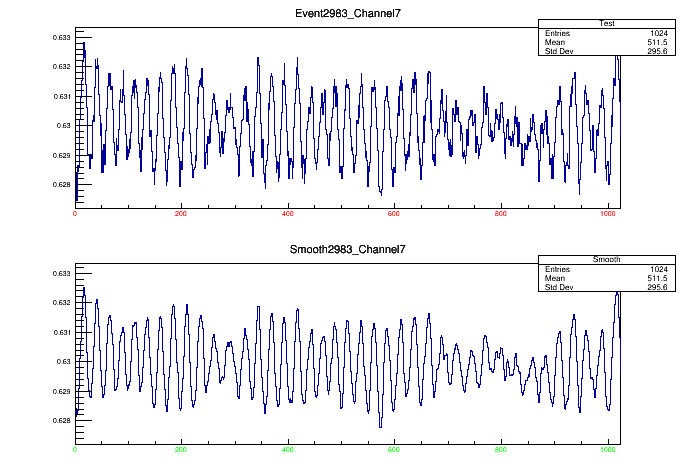 Event2983_Channel7
Test
Entries 1024
Mean 511.5
Std Dev 295.6
0.633
0.632
0.631
0.63
0.629
0.628
0 200 400 600 800 1000
Smooth2983_Channel7
Smooth
Entries 1024
Mean 511.5
Std Dev 295.6
0.633
0.632
0.631
0.63
0.629
0.628
0 200 400 600 800 1000